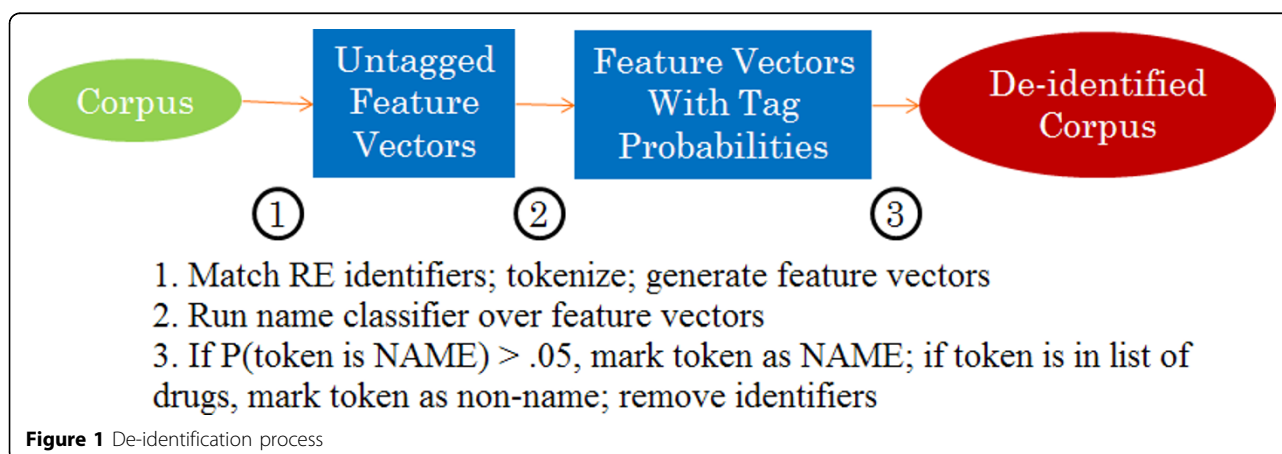 Corpus
Untagged
Feature
Vectors
Feature Vectors
With Tag
Probabilities
De-identified
Corpus
1
2
3
1. Match RE identifiers; tokenize; generate feature vectors
2. Run name classifier over feature vectors
3. If P(token is NAME) > .05, mark token as NAME; if token is in list of
drugs, mark token as non-name; remove identifiers
Figure 1 De-identification process